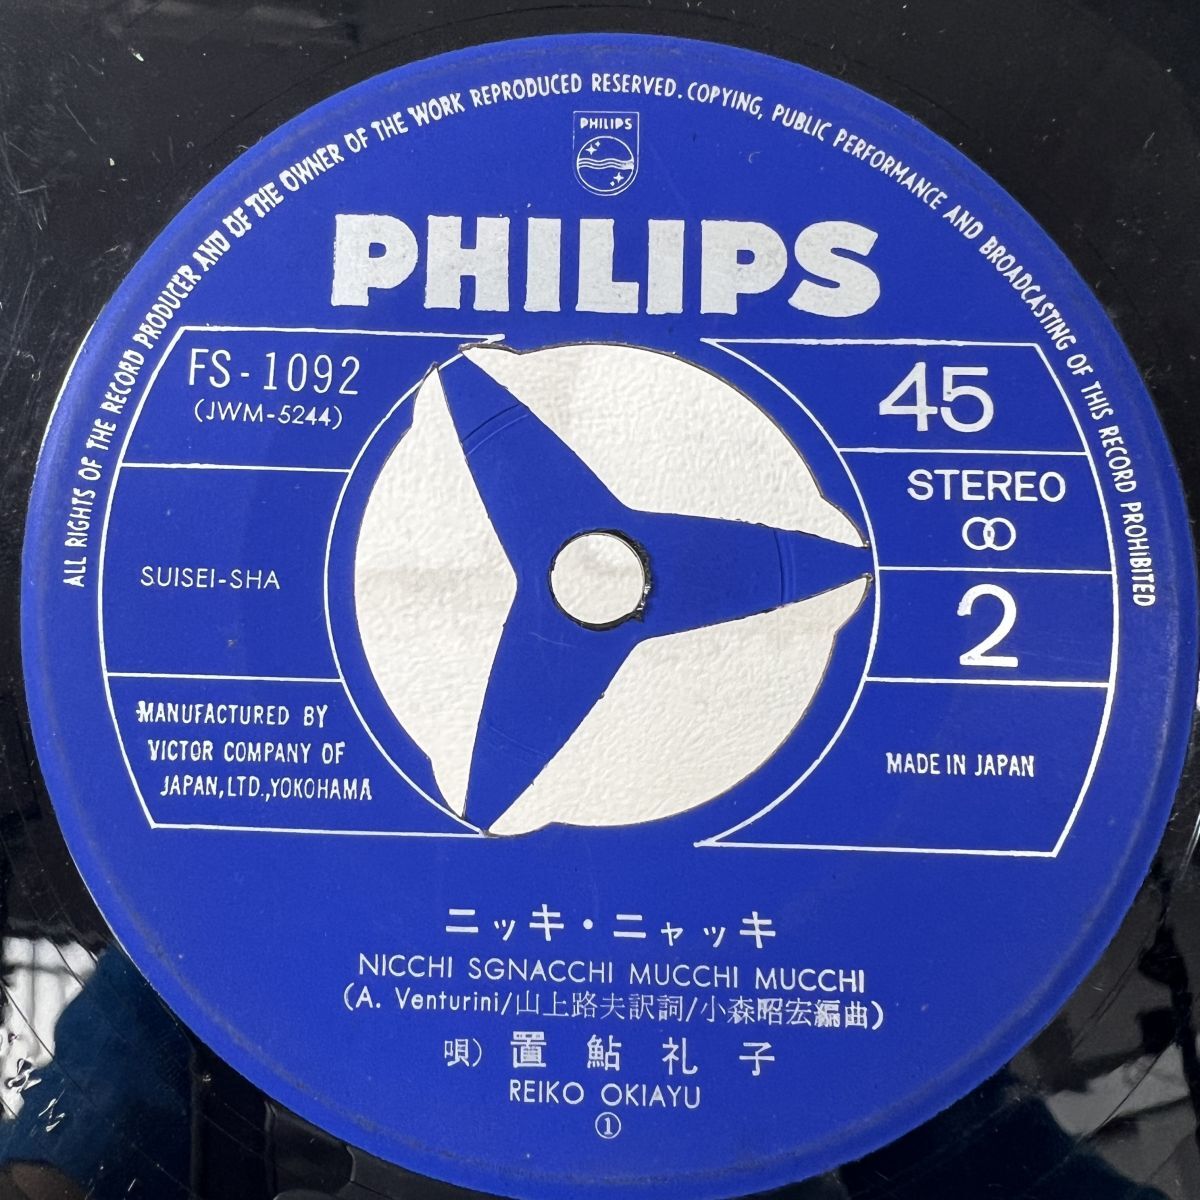 ALL RIGHTS OF THE RECORD PRODUCER AND OF THE OWNER OF THE WORK REPRODUCED RESERVED. COPYING, PUBLIC PERFORMANCE AND BROADCASTING OF THIS RECORD PROHIBITED
PHILIPS
PHILIPS
FS-1092
(JWM-5244)
SUISEI-SHA
MANUFACTURED BY
VICTOR COMPANY OF
JAPAN, LTD., YOKOHAMA
45
STEREO
2
MADE IN JAPAN
ニッキ・ニャッキ
NICCHI SGNACCHI MUCCHI MUCCHI
(A. Venturini/山上路夫訳詞/小森昭宏編曲)
唄) 置鮎礼子
REIKO OKIAYU
①